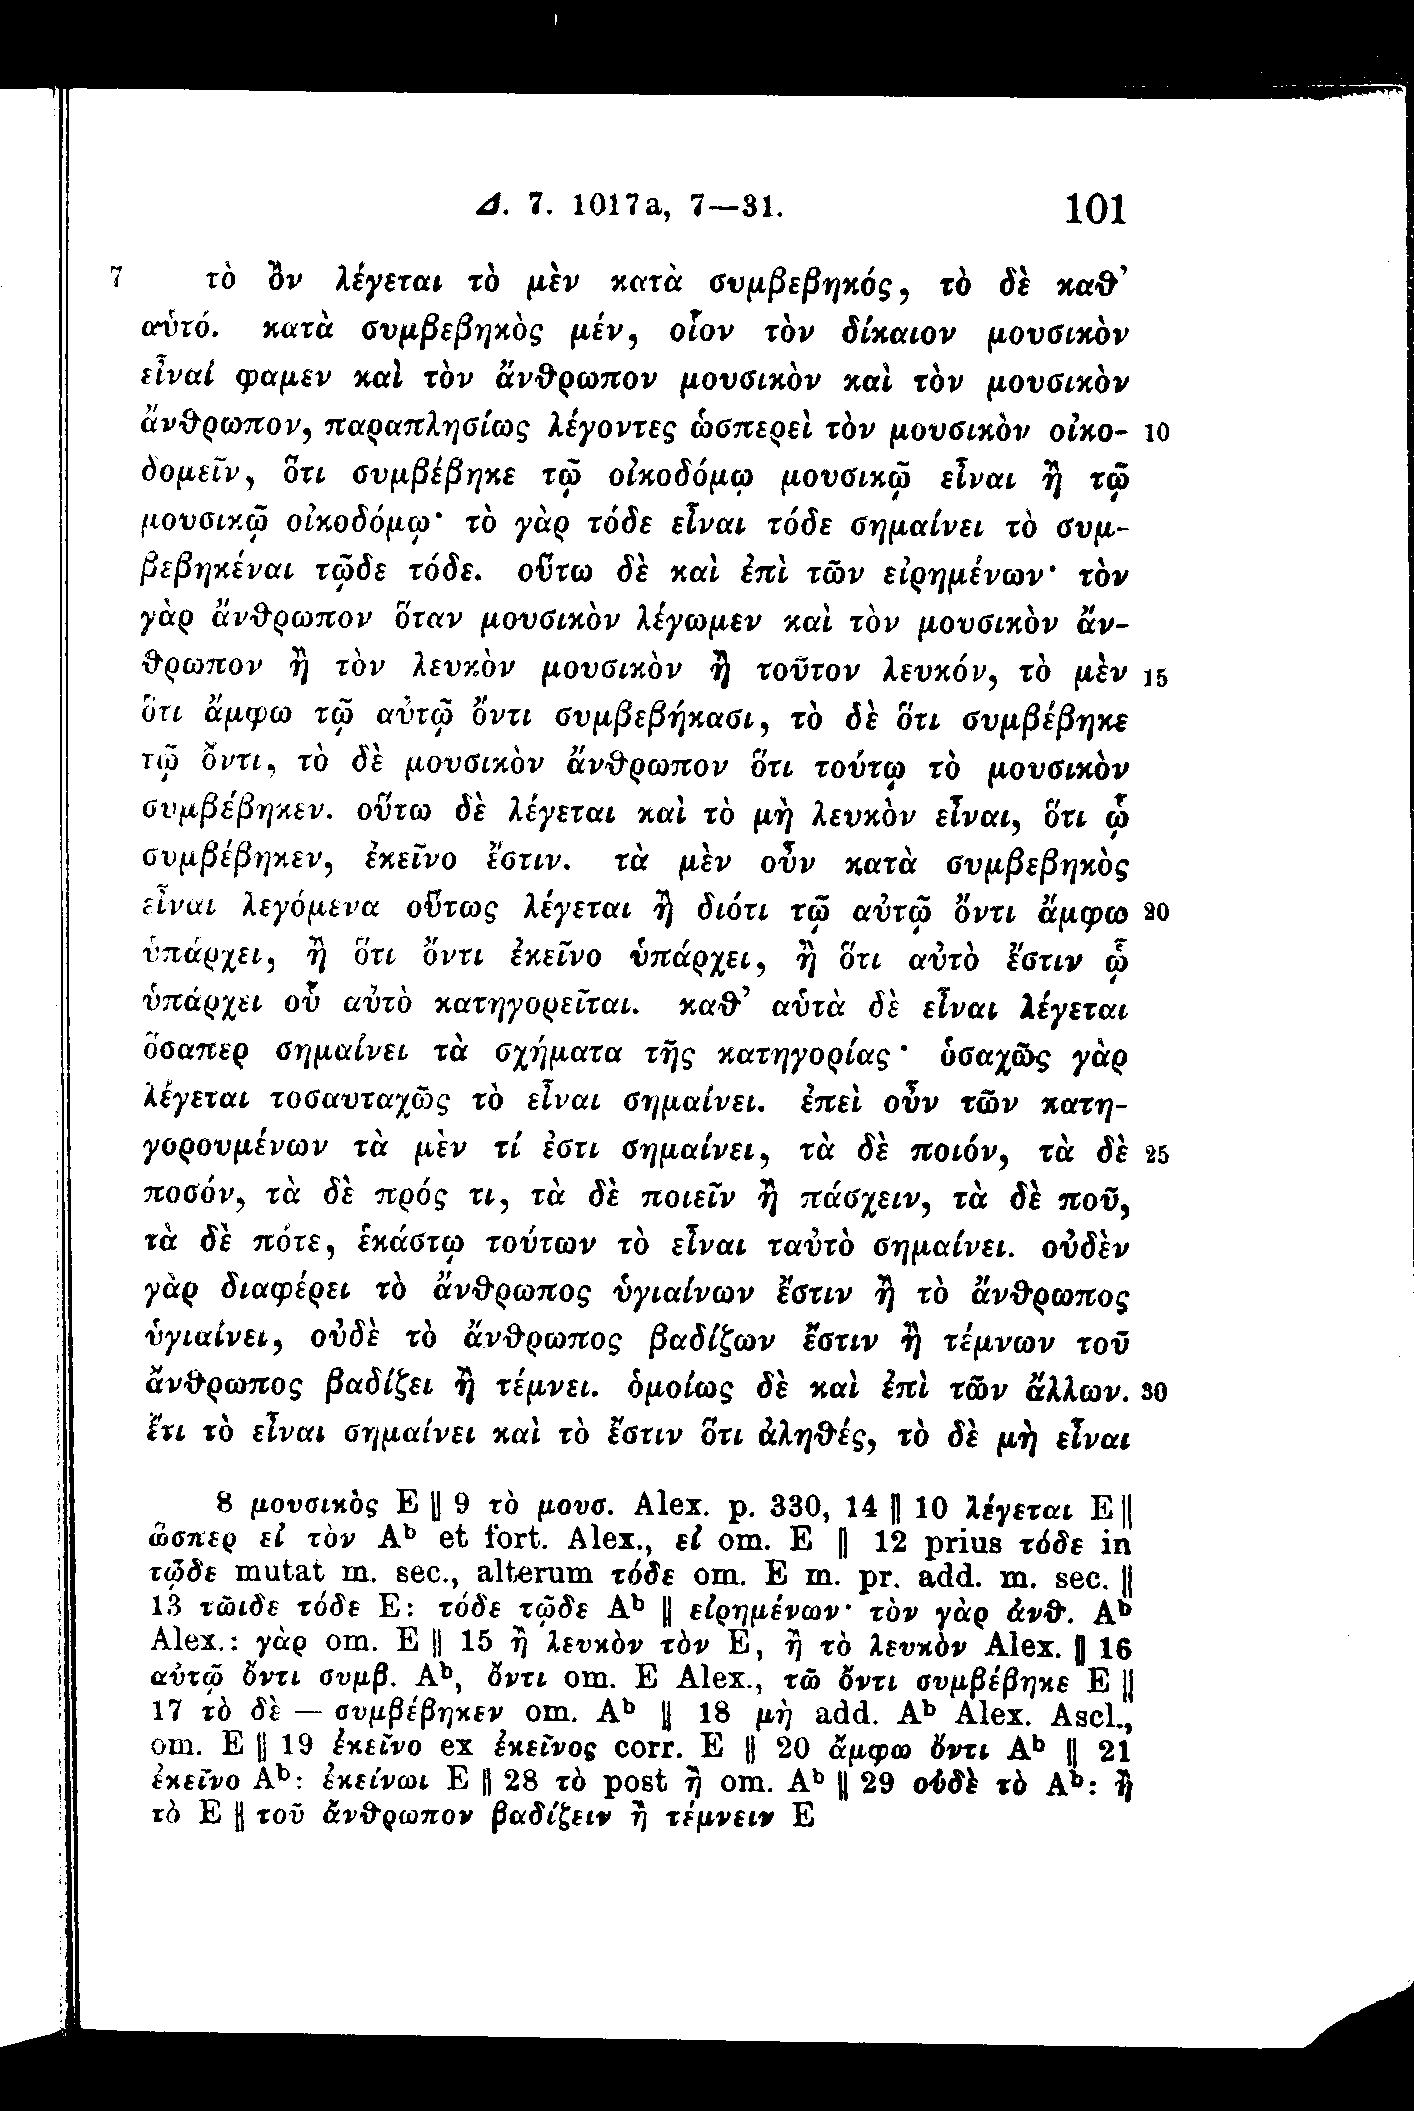 Δ. 7. 1017a, 7—31. 101
7 τὸ ὂν λέγεται τὸ μὲν κατὰ συμβεβηκός, τὸ δὲ καθ’
αὑτό. κατὰ συμβεβηκὸς μέν, οἷον τὸν δίκαιον μουσικὸν
εἶναί φαμεν καὶ τὸν ἄνθρωπον μουσικὸν καὶ τὸν μουσικὸν
ἄνθρωπον, παραπλησίως λέγοντες ὡσπερεὶ τὸν μουσικὸν οἰκο- 10
δομεῖν, ὅτι συμβέβηκε τῷ οἰκοδόμῳ μουσικῷ εἶναι ἢ τῷ
μουσικῷ οἰκοδόμῳ· τὸ γὰρ τόδε εἶναι τόδε σημαίνει τὸ συμ-
βεβηκέναι τῷδε τόδε. οὕτω δὲ καὶ ἐπὶ τῶν εἰρημένων· τὸν
γὰρ ἄνθρωπον ὅταν μουσικὸν λέγωμεν καὶ τὸν μουσικὸν ἄν-
θρωπον ἢ τὸν λευκὸν μουσικὸν ἢ τοῦτον λευκόν, τὸ μὲν 15
ὅτι ἄμφω τῷ αὐτῷ ὄντι συμβεβήκασι, τὸ δὲ ὅτι συμβέβηκε
τῷ ὄντι, τὸ δὲ μουσικὸν ἄνθρωπον ὅτι τούτῳ τὸ μουσικὸν
συμβέβηκεν. οὕτω δὲ λέγεται καὶ τὸ μὴ λευκὸν εἶναι, ὅτι ᾧ
συμβέβηκεν, ἐκεῖνο ἔστιν. τὰ μὲν οὖν κατὰ συμβεβηκὸς
εἶναι λεγόμενα οὕτως λέγεται ἢ διότι τῷ αὐτῷ ὄντι ἄμφω 20
ὑπάρχει, ἢ ὅτι ὄντι ἐκεῖνο ὑπάρχει, ἢ ὅτι αὐτὸ ἔστιν ᾧ
ὑπάρχει οὗ αὐτὸ κατηγορεῖται. καθ’ αὑτὰ δὲ εἶναι λέγεται
ὅσαπερ σημαίνει τὰ σχήματα τῆς κατηγορίας· ὁσαχῶς γὰρ
λέγεται τοσαυταχῶς τὸ εἶναι σημαίνει. ἐπεὶ οὖν τῶν κατη-
γορουμένων τὰ μὲν τί ἐστι σημαίνει, τὰ δὲ ποιόν, τὰ δὲ 25
ποσόν, τὰ δὲ πρός τι, τὰ δὲ ποιεῖν ἢ πάσχειν, τὰ δὲ ποῦ,
τὰ δὲ πότε, ἑκάστῳ τούτων τὸ εἶναι ταὐτὸ σημαίνει. οὐδὲν
γὰρ διαφέρει τὸ ἄνθρωπος ὑγιαίνων ἔστιν ἢ τὸ ἄνθρωπος
ὑγιαίνει, οὐδὲ τὸ ἄνθρωπος βαδίζων ἔστιν ἢ τέμνων τοῦ
ἄνθρωπος βαδίζει ἢ τέμνει. ὁμοίως δὲ καὶ ἐπὶ τῶν ἄλλων. 30
ἔτι τὸ εἶναι σημαίνει καὶ τὸ ἔστιν ὅτι ἀληθές, τὸ δὲ μὴ εἶναι
8 μουσικὸς E || 9 τὸ μουσ. Alex. p. 330, 14 || 10 λέγεται E ||
ὥσπερ εἰ τὸν Aᵇ et fort. Alex., εἰ om. E || 12 prius τόδε in
τῷδε mutat m. sec., alterum τόδε om. E m. pr. add. m. sec. ||
13 τῶιδε τόδε E: τόδε τῷδε Aᵇ || εἰρημένων· τὸν γὰρ ἀνθ. Aᵇ
Alex.: γὰρ om. E || 15 ἢ λευκὸν τὸν E, ἢ τὸ λευκὸν Alex. || 16
αὐτῷ ὄντι συμβ. Aᵇ, ὄντι om. E Alex., τῶ ὄντι συμβέβηκε E ||
17 τὸ δὲ — συμβέβηκεν om. Aᵇ || 18 μὴ add. Aᵇ Alex. Ascl.,
om. E || 19 ἐκεῖνο ex ἐκεῖνος corr. E || 20 ἄμφω ὄντι Aᵇ || 21
ἐκεῖνο Aᵇ: ἐκείνωι E || 28 τὸ post ἢ om. Aᵇ || 29 οὐδὲ τὸ Aᵇ: ἢ
τὸ E || τοῦ ἄνθρωπον βαδίζειν ἢ τέμνειν E